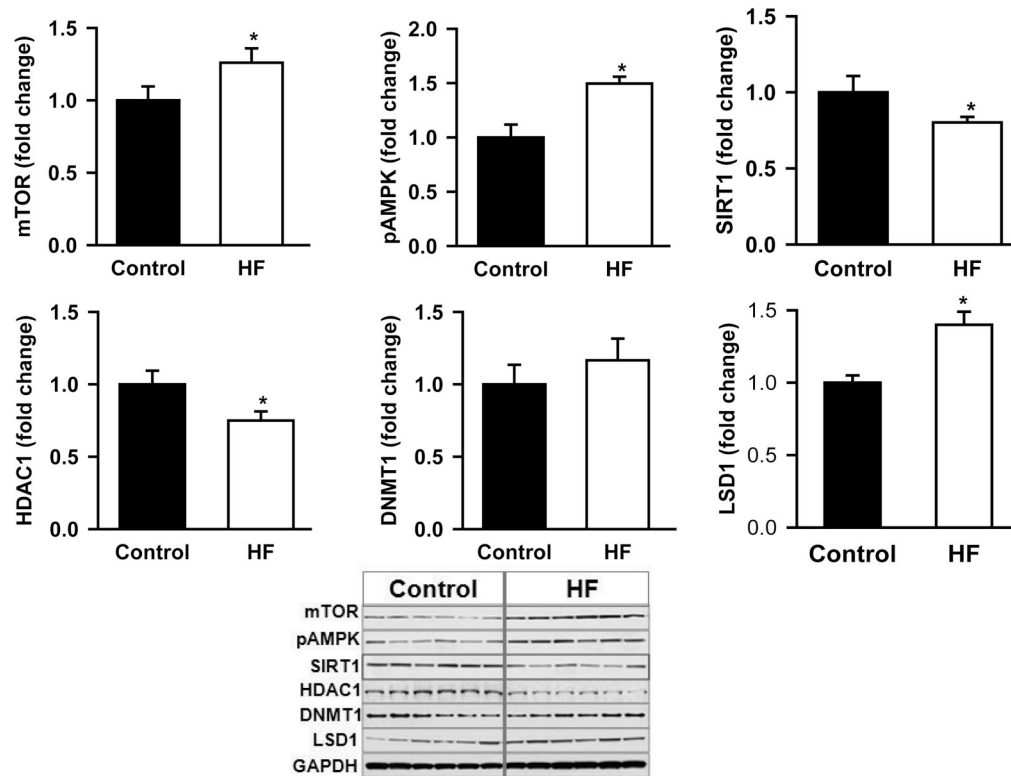 mTOR (fold change)
1.5
1.0
0.5
0.0
*
Control HF
pAMPK (fold change)
2.0
1.5
1.0
0.5
0.0
*
Control HF
SIRT1 (fold change)
1.5
1.0
0.5
0.0
*
Control HF
HDAC1 (fold change)
1.5
1.0
0.5
0.0
*
Control HF
DNMT1 (fold change)
1.5
1.0
0.5
0.0
Control HF
LSD1 (fold change)
1.5
1.0
0.5
0.0
*
Control HF
Control HF
mTOR
pAMPK
SIRT1
HDAC1
DNMT1
LSD1
GAPDH